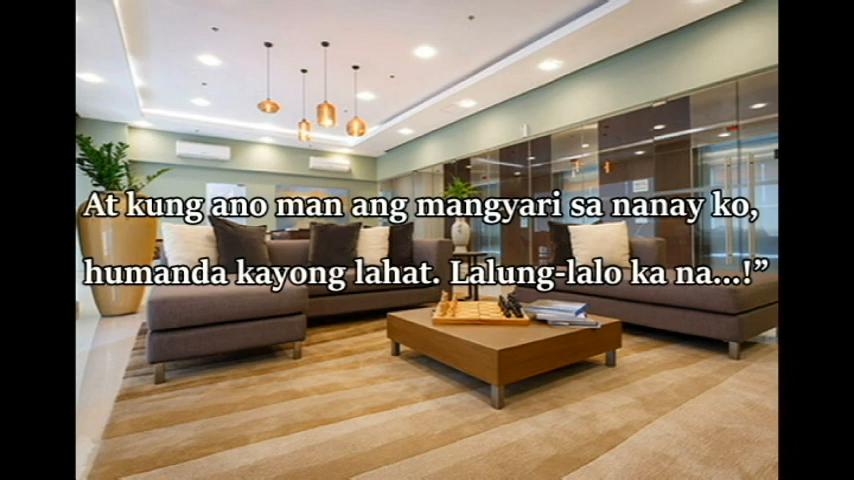 At kung ano man ang mangyari sa nanay ko,
humanda kayong lahat. Lalung-lalo ka na...!”